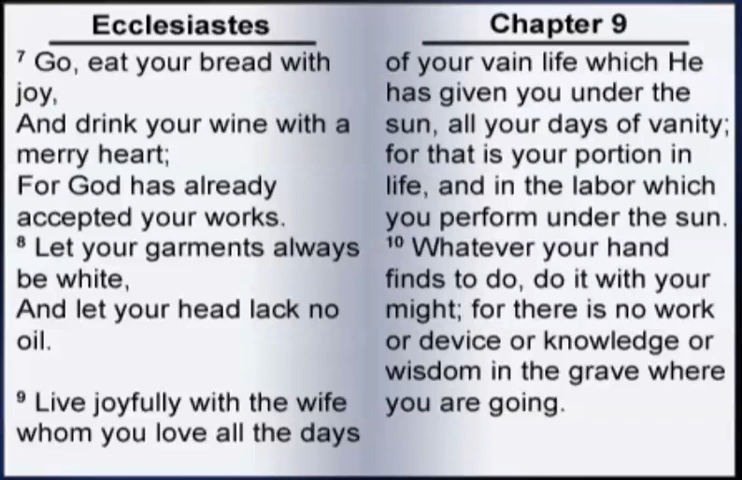 Ecclesiastes
⁷ Go, eat your bread with
joy,
And drink your wine with a
merry heart;
For God has already
accepted your works.
⁸ Let your garments always
be white,
And let your head lack no
oil.
⁹ Live joyfully with the wife
whom you love all the days
Chapter 9
of your vain life which He
has given you under the
sun, all your days of vanity;
for that is your portion in
life, and in the labor which
you perform under the sun.
¹⁰ Whatever your hand
finds to do, do it with your
might; for there is no work
or device or knowledge or
wisdom in the grave where
you are going.